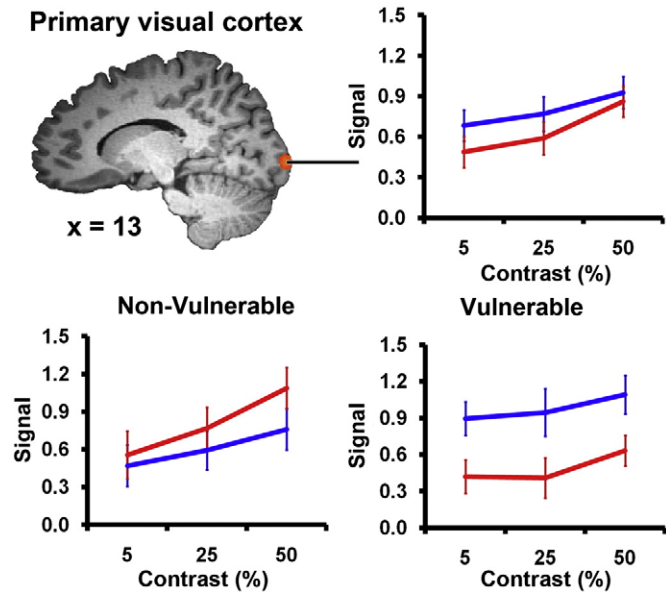 Primary visual cortex
x = 13
1.5
1.2
0.9
0.6
0.3
0.0
Signal
5 25 50
Contrast (%)
Non-Vulnerable
1.5
1.2
0.9
0.6
0.3
0.0
Signal
5 25 50
Contrast (%)
Vulnerable
1.5
1.2
0.9
0.6
0.3
0.0
Signal
5 25 50
Contrast (%)